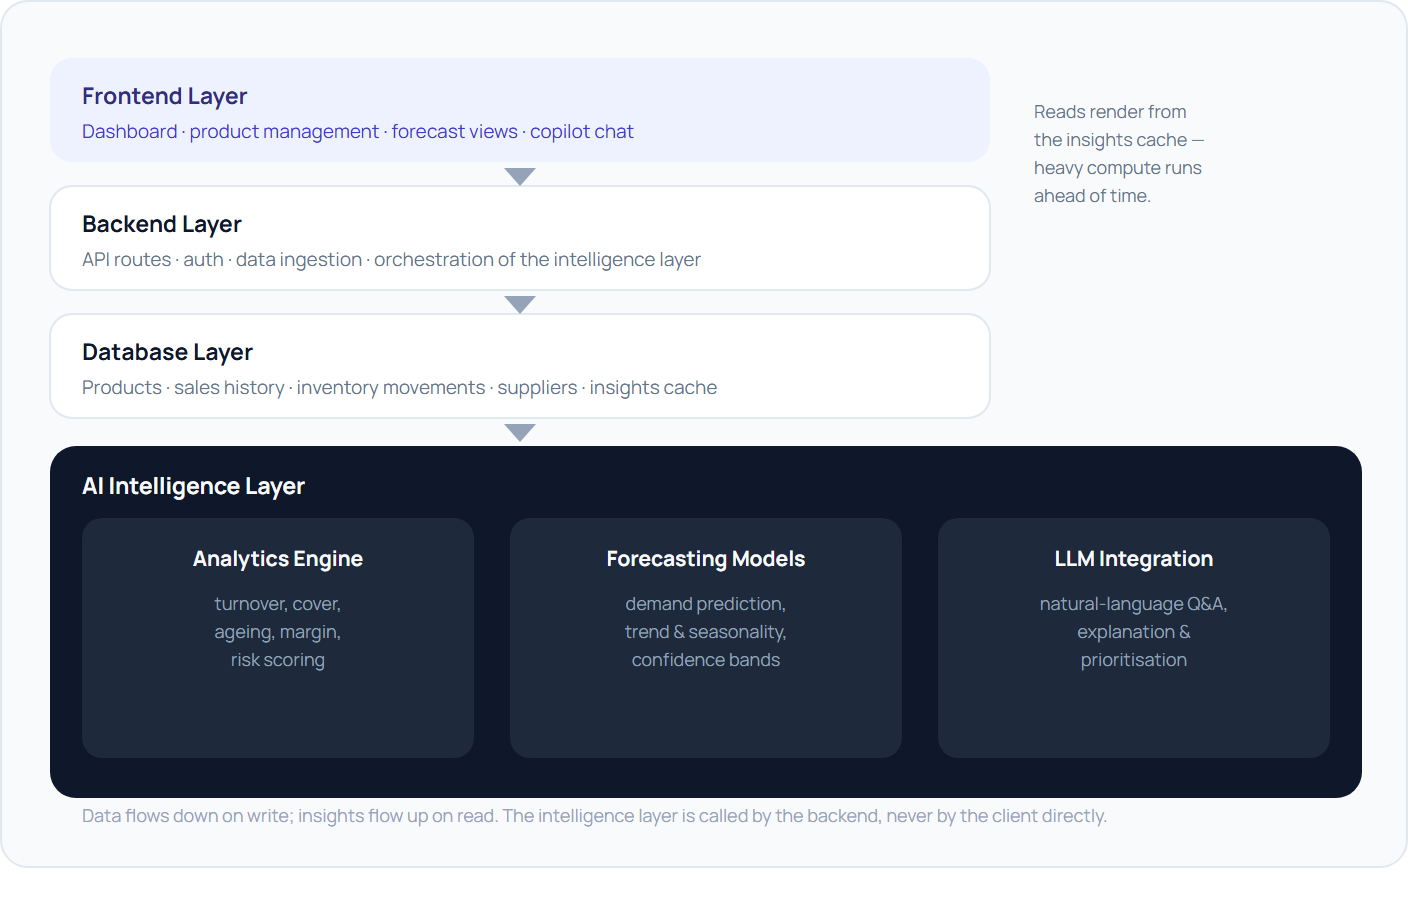 Frontend Layer
Dashboard · product management · forecast views · copilot chat
Reads render from
the insights cache —
heavy compute runs
ahead of time.
Backend Layer
API routes · auth · data ingestion · orchestration of the intelligence layer
Database Layer
Products · sales history · inventory movements · suppliers · insights cache
AI Intelligence Layer
Analytics Engine
turnover, cover,
ageing, margin,
risk scoring
Forecasting Models
demand prediction,
trend & seasonality,
confidence bands
LLM Integration
natural-language Q&A,
explanation &
prioritisation
Data flows down on write; insights flow up on read. The intelligence layer is called by the backend, never by the client directly.